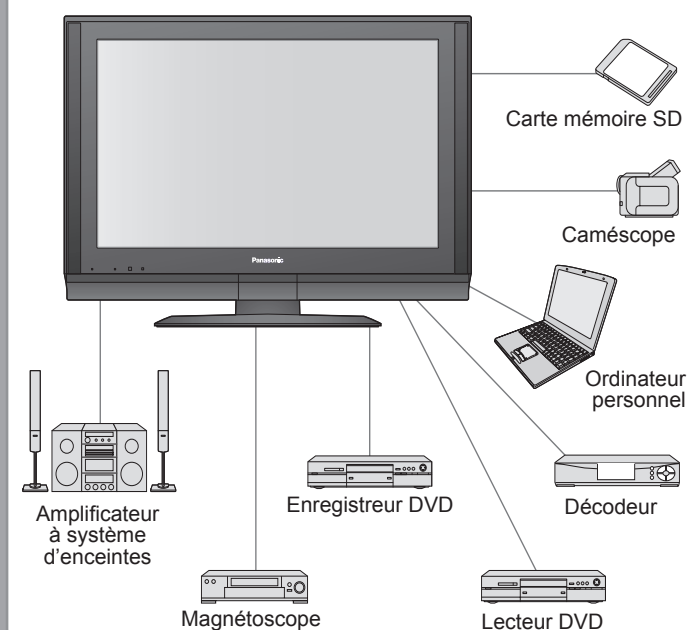 Panasonic
Carte mémoire SD
Caméscope
Ordinateur
personnel
Décodeur
Enregistreur DVD
Amplificateur
à système
d'enceintes
Magnétoscope
Lecteur DVD